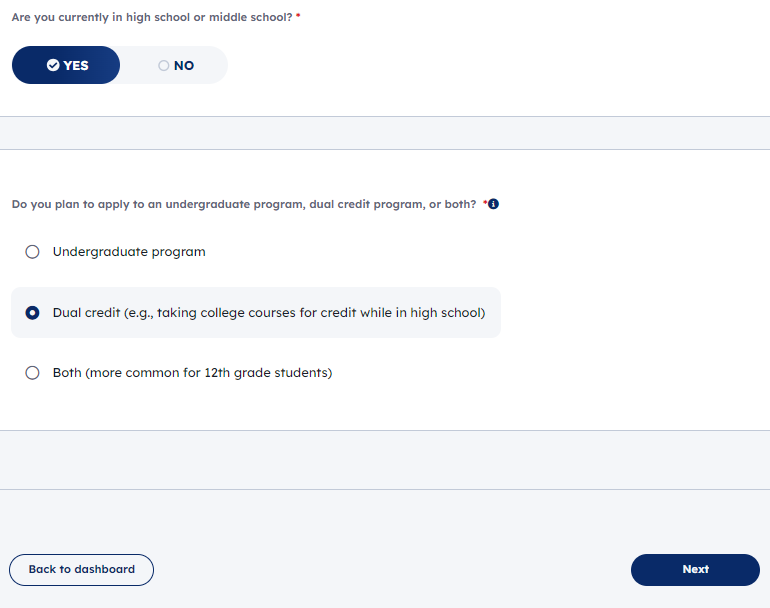 Are you currently in high school or middle school? *
YES
NO
Do you plan to apply to an undergraduate program, dual credit program, or both? *
Undergraduate program
Dual credit (e.g., taking college courses for credit while in high school)
Both (more common for 12th grade students)
Back to dashboard
Next